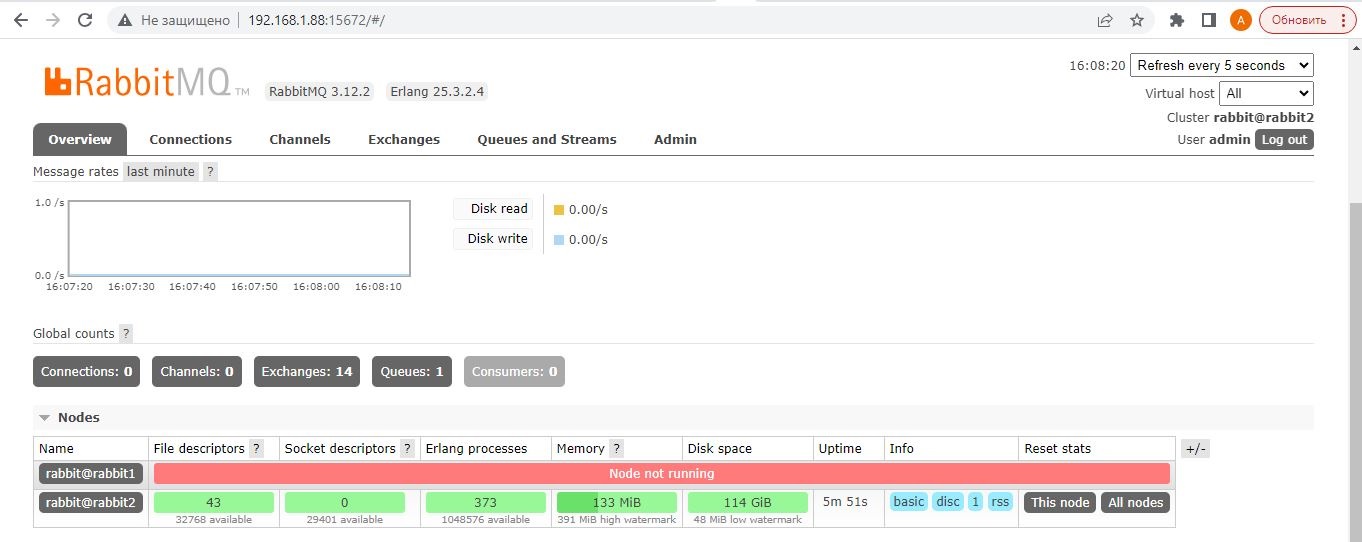 Не защищено 192.168.1.88:15672/#/ А Обновить
RabbitMQ TM RabbitMQ 3.12.2 Erlang 25.3.2.4
16:08:20 Refresh every 5 seconds
Virtual host All
Cluster rabbit@rabbit2
User admin Log out
Overview Connections Channels Exchanges Queues and Streams Admin
Message rates last minute ?
1.0 /s
0.0 /s
16:07:20 16:07:30 16:07:40 16:07:50 16:08:00 16:08:10
Disk read 0.00/s
Disk write 0.00/s
Global counts ?
Connections: 0 Channels: 0 Exchanges: 14 Queues: 1 Consumers: 0
Nodes
Name File descriptors ? Socket descriptors ? Erlang processes Memory ? Disk space Uptime Info Reset stats +/-
rabbit@rabbit1 Node not running
rabbit@rabbit2 43 0 373 133 MiB 114 GiB 5m 51s basic disc 1 rss This node All nodes
32768 available 29401 available 1048576 available 391 MiB high watermark 48 MiB low watermark